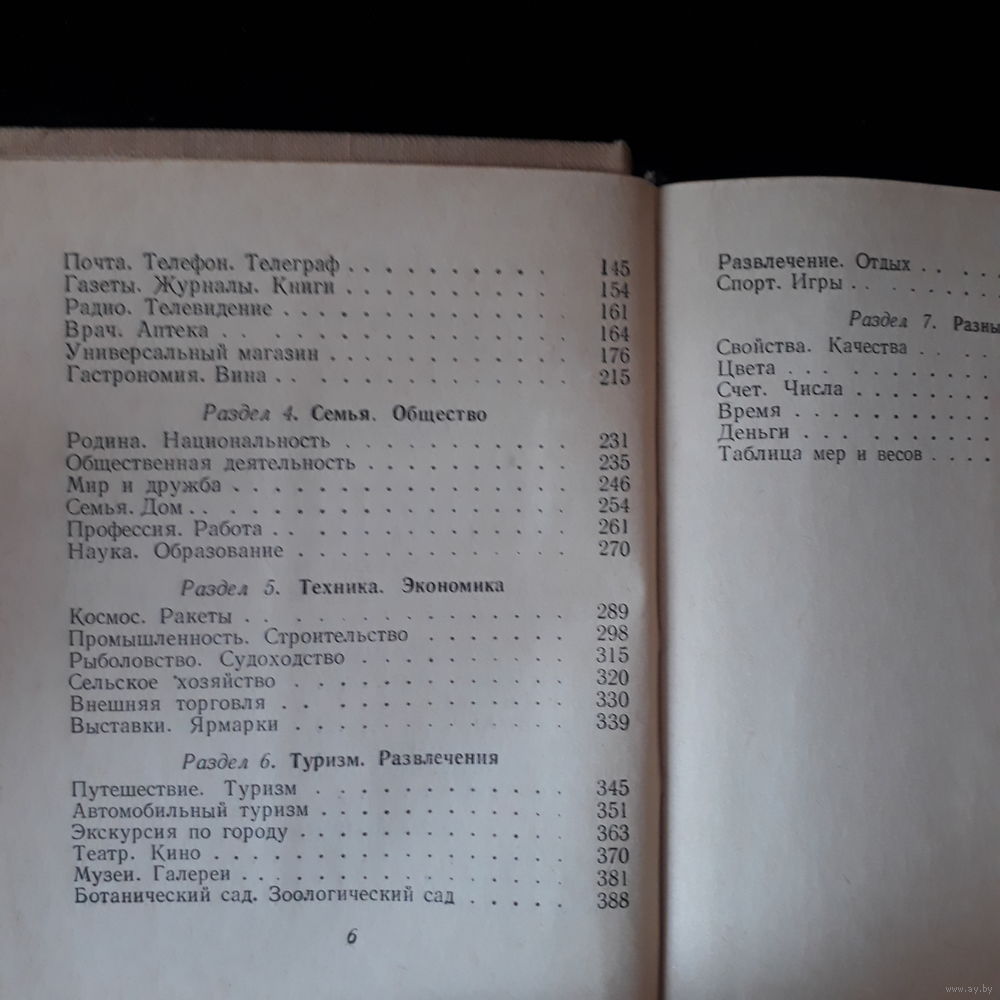 Почта. Телефон. Телеграф . . . . . . . . . . 145
Газеты. Журналы. Книги . . . . . . . . . . 154
Радио. Телевидение . . . . . . . . . . . . 161
Врач. Аптека . . . . . . . . . . . . . . 164
Универсальный магазин . . . . . . . . . . 176
Гастрономия. Вина . . . . . . . . . . . . 215
Раздел 4. Семья. Общество
Родина. Национальность . . . . . . . . . . 231
Общественная деятельность . . . . . . . . . 235
Мир и дружба . . . . . . . . . . . . . . 246
Семья. Дом . . . . . . . . . . . . . . . 254
Профессия. Работа . . . . . . . . . . . . 261
Наука. Образование . . . . . . . . . . . . 270
Раздел 5. Техника. Экономика
Космос. Ракеты . . . . . . . . . . . . . 289
Промышленность. Строительство . . . . . . . 298
Рыболовство. Судоходство . . . . . . . . . 315
Сельское хозяйство . . . . . . . . . . . . 320
Внешняя торговля . . . . . . . . . . . . 330
Выставки. Ярмарки . . . . . . . . . . . . 339
Раздел 6. Туризм. Развлечения
Путешествие. Туризм . . . . . . . . . . . 345
Автомобильный туризм . . . . . . . . . . . 351
Экскурсия по городу . . . . . . . . . . . 363
Театр. Кино . . . . . . . . . . . . . . 370
Музеи. Галереи . . . . . . . . . . . . . 381
Ботанический сад. Зоологический сад . . . . . 388
6
Развлечение. Отдых . . . .
Спорт. Игры . . . . . . .
Раздел 7. Разны
Свойства. Качества . . . .
Цвета . . . . . . . . .
Счет. Числа . . . . . . .
Время . . . . . . . . .
Деньги . . . . . . . . .
Таблица мер и весов . . . .
www.ay.by